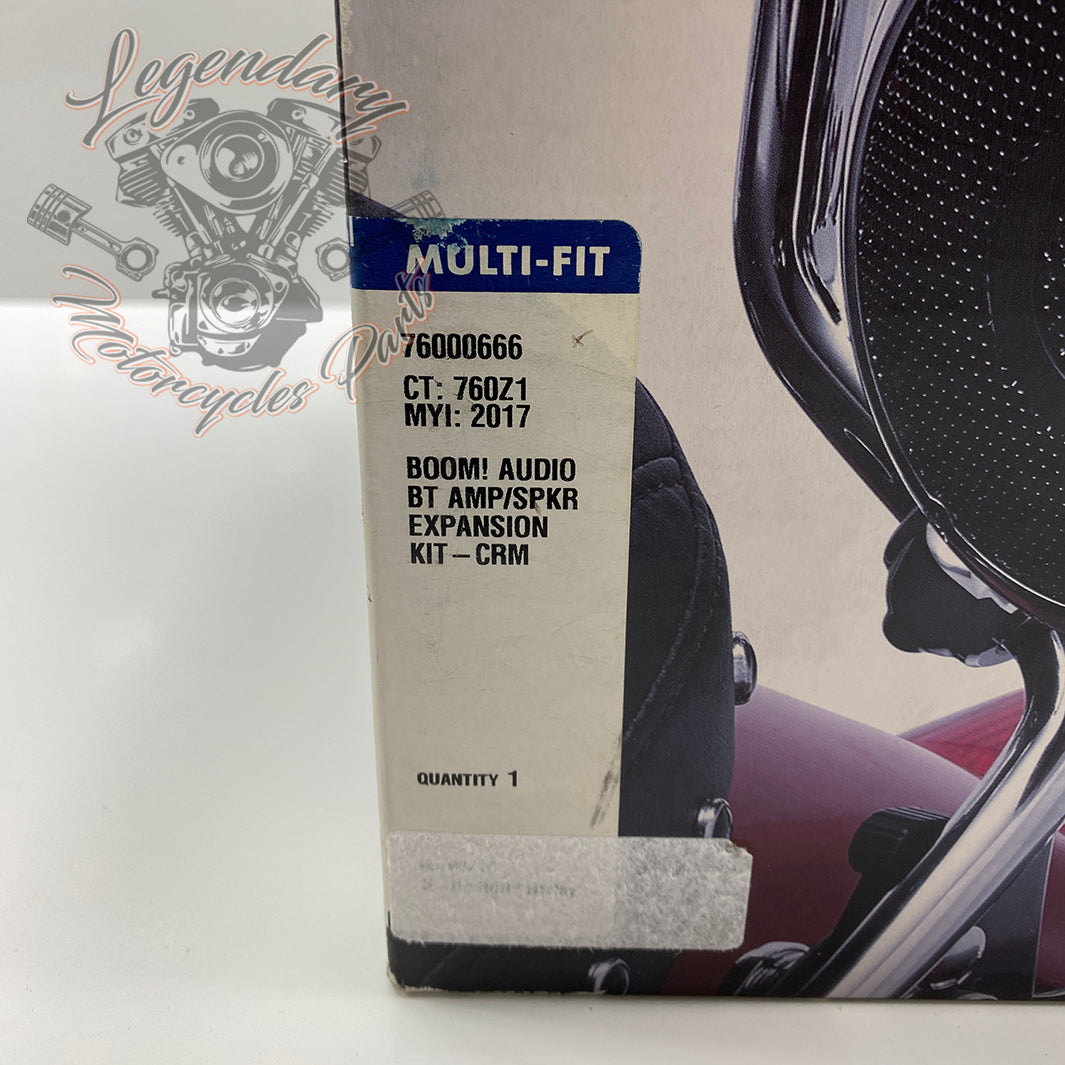 Legendary
Motorcycles Parts
MULTI-FIT
76000666
CT: 760Z1
MYI: 2017
BOOM! AUDIO
BT AMP/SPKR
EXPANSION
KIT – CRM
QUANTITY 1